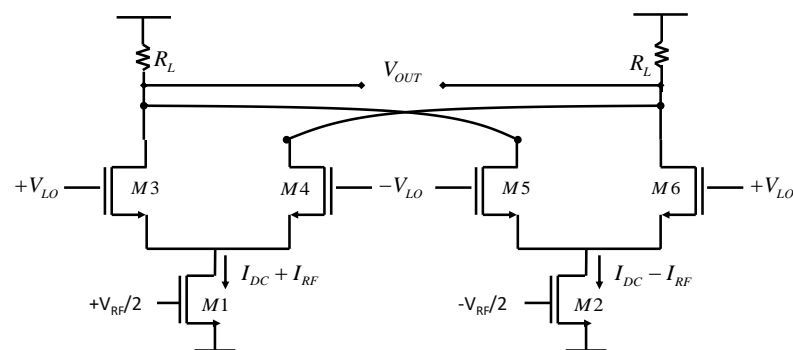 R_L
V_OUT
R_L
+V_LO
M3
M4
−V_LO
M5
M6
+V_LO
I_DC + I_RF
I_DC − I_RF
+V_RF/2
M1
-V_RF/2
M2